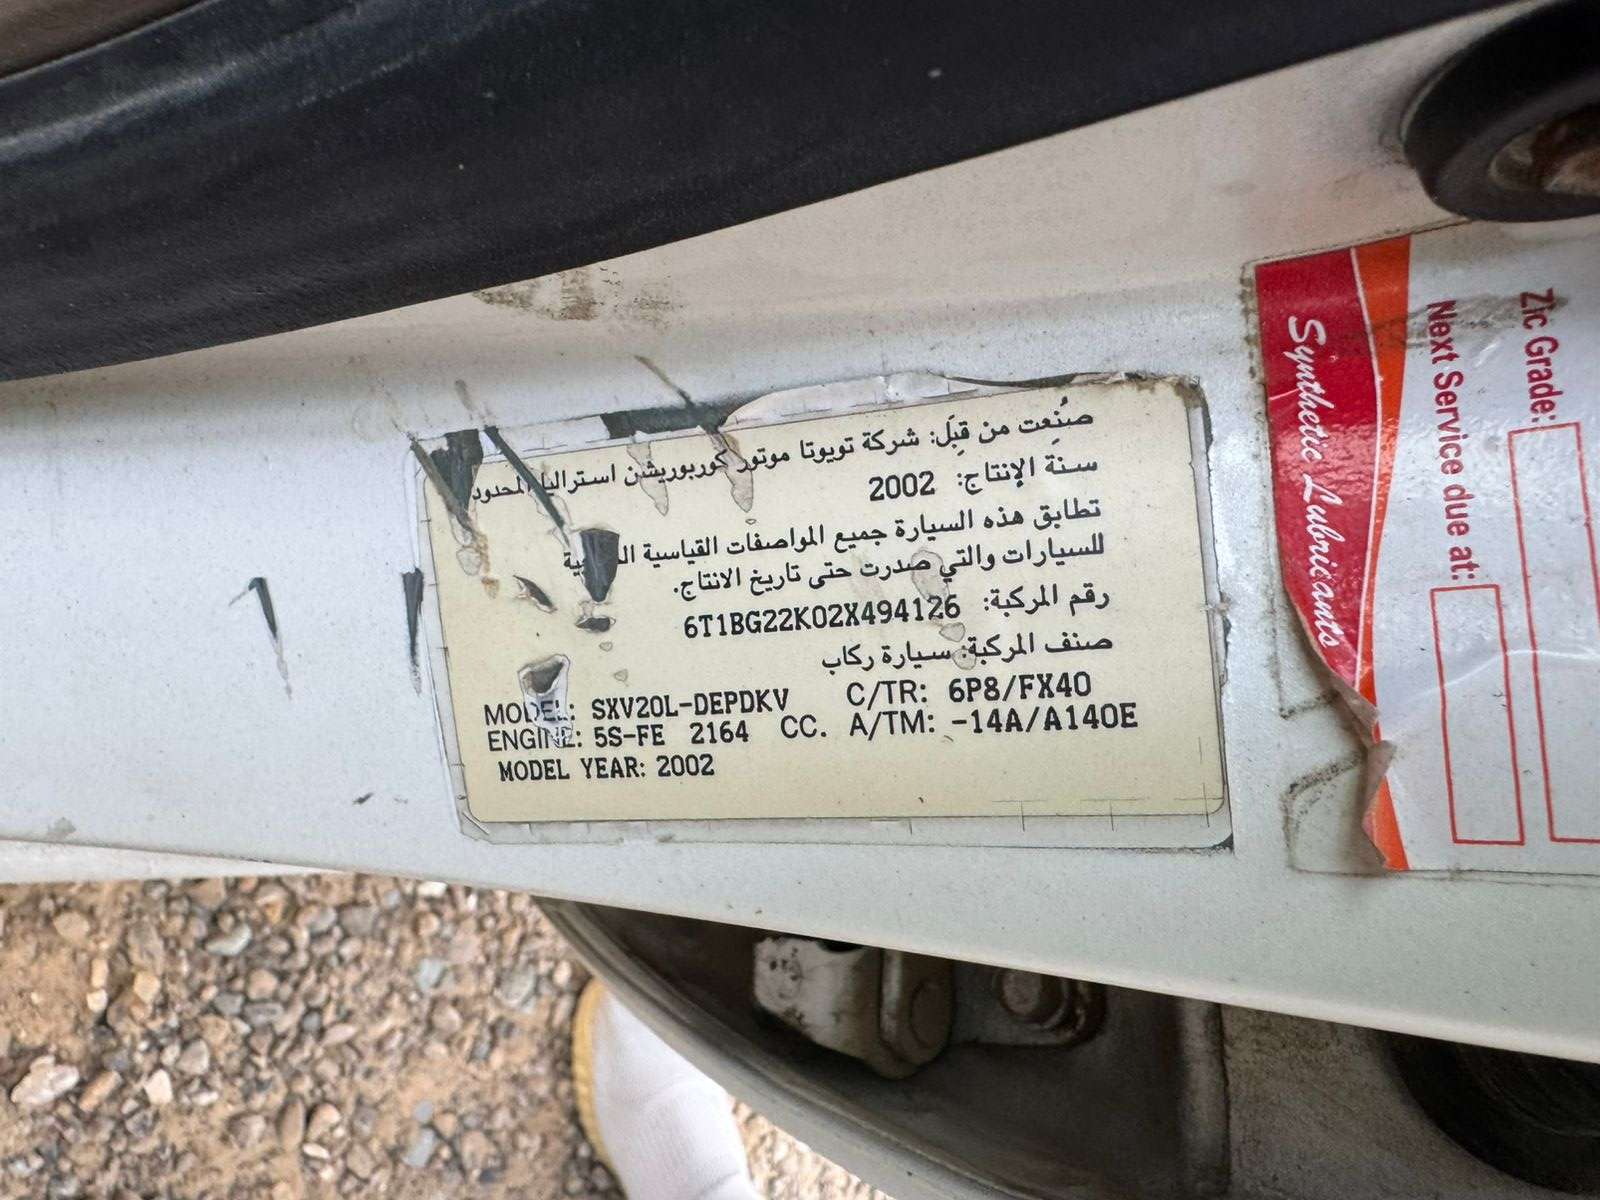 صُنعت من قِبَل: شركة تويوتا موتور كوربوريشن استراليا المحدود
سنة الإنتاج: 2002
تطابق هذه السيارة جميع المواصفات القياسية
للسيارات والتي صدرت حتى تاريخ الانتاج.
رقم المركبة: 6T1BG22K02X494126
صنف المركبة: سيارة ركاب
MODEL: SXV20L-DEPDKV C/TR: 6P8/FX40
ENGINE: 5S-FE 2164 CC. A/TM: -14A/A140E
MODEL YEAR: 2002
Synthetic Lubricants
Next Service due at:
Zic Grade: